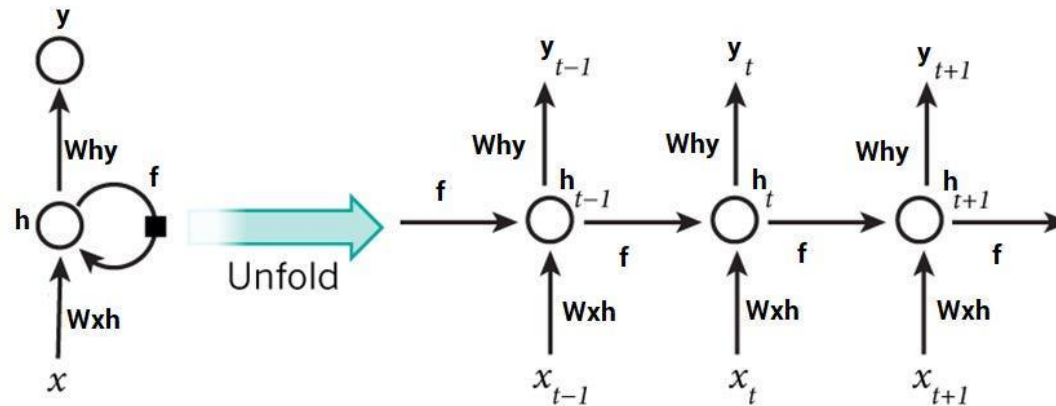 y
Why
f
h
Wxh
x
Unfold
y t−1 y t y t+1
Why Why Why
f h t−1 h t h t+1
f f f
Wxh Wxh Wxh
x t−1 x t x t+1